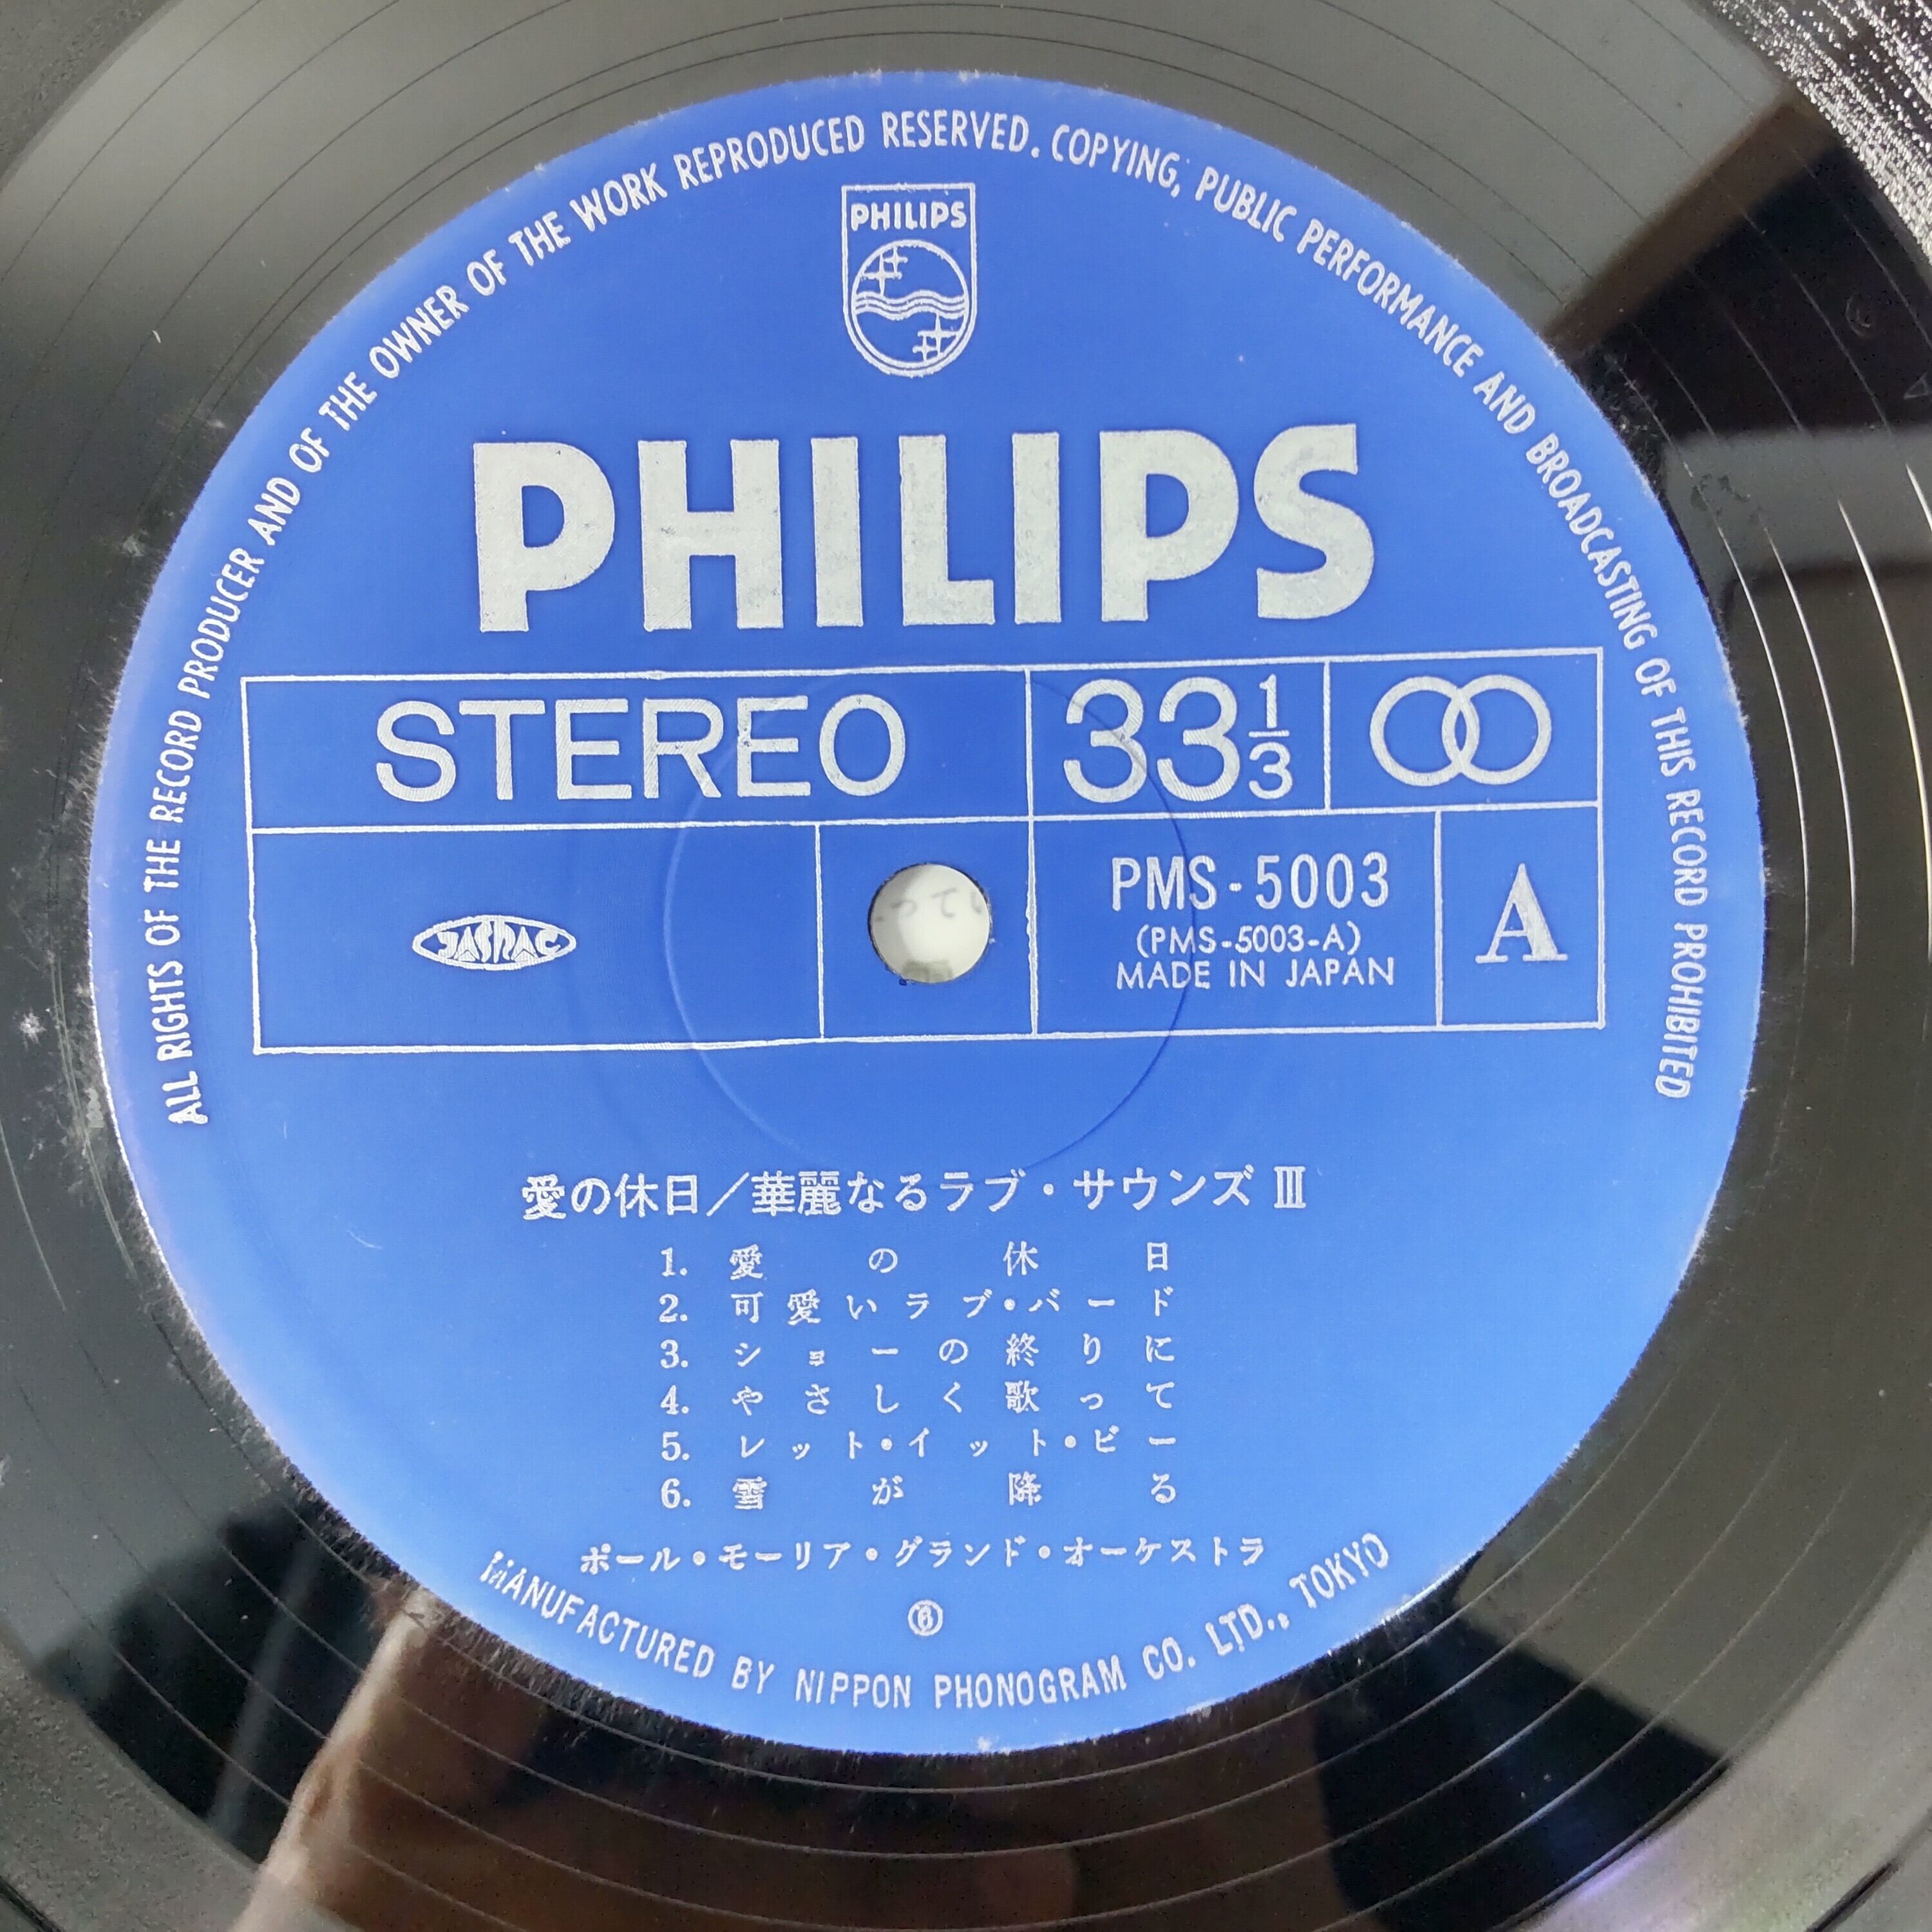 ALL RIGHTS OF THE RECORD PRODUCER AND OF THE OWNER OF THE WORK REPRODUCED RESERVED. COPYING, PUBLIC PERFORMANCE AND BROADCASTING OF THIS RECORD PROHIBITED
PHILIPS
PHILIPS
STEREO 33 1/3
JASRAC
PMS-5003
(PMS-5003-A)
MADE IN JAPAN
A
愛の休日／華麗なるラブ・サウンズ Ⅲ
1. 愛の休日
2. 可愛いラブ・バード
3. ショーの終りに
4. やさしく歌って
5. レット・イット・ビー
6. 雪が降る
ポール・モーリア・グランド・オーケストラ
MANUFACTURED BY NIPPON PHONOGRAM CO. LTD., TOKYO